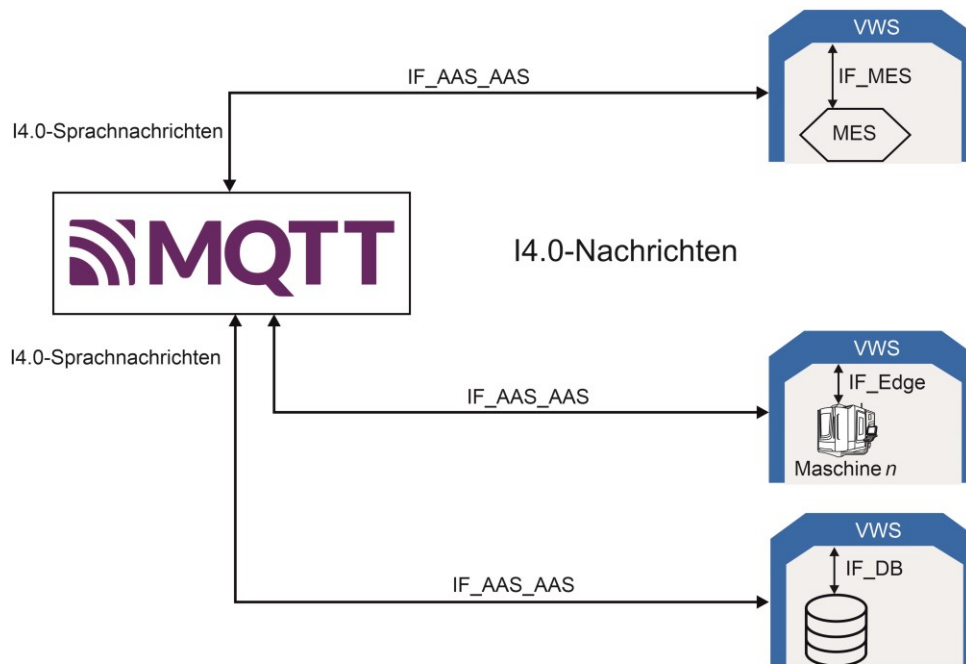 VWS
IF_MES
MES
IF_AAS_AAS
I4.0-Sprachnachrichten
MQTT
I4.0-Nachrichten
I4.0-Sprachnachrichten
VWS
IF_Edge
Maschine n
IF_AAS_AAS
VWS
IF_DB
IF_AAS_AAS